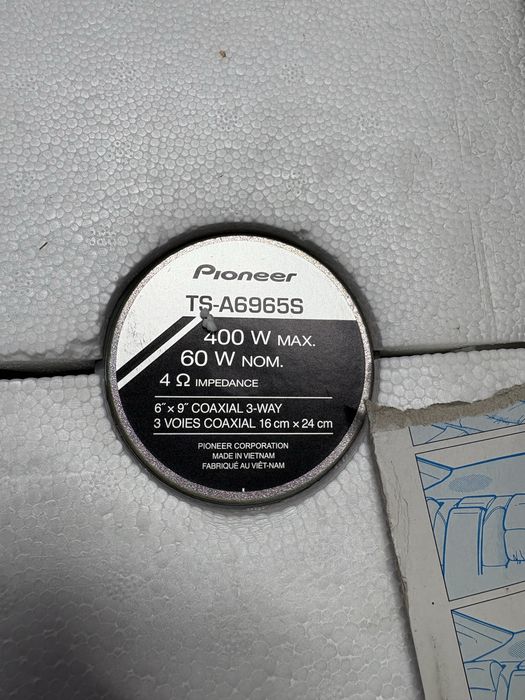 Pioneer
TS-A6965S
400 W MAX.
60 W NOM.
4 Ω IMPEDANCE
6″ x 9″ COAXIAL 3-WAY
3 VOIES COAXIAL 16 cm x 24 cm
PIONEER CORPORATION
MADE IN VIETNAM
FABRIQUÉ AU VIÊT-NAM